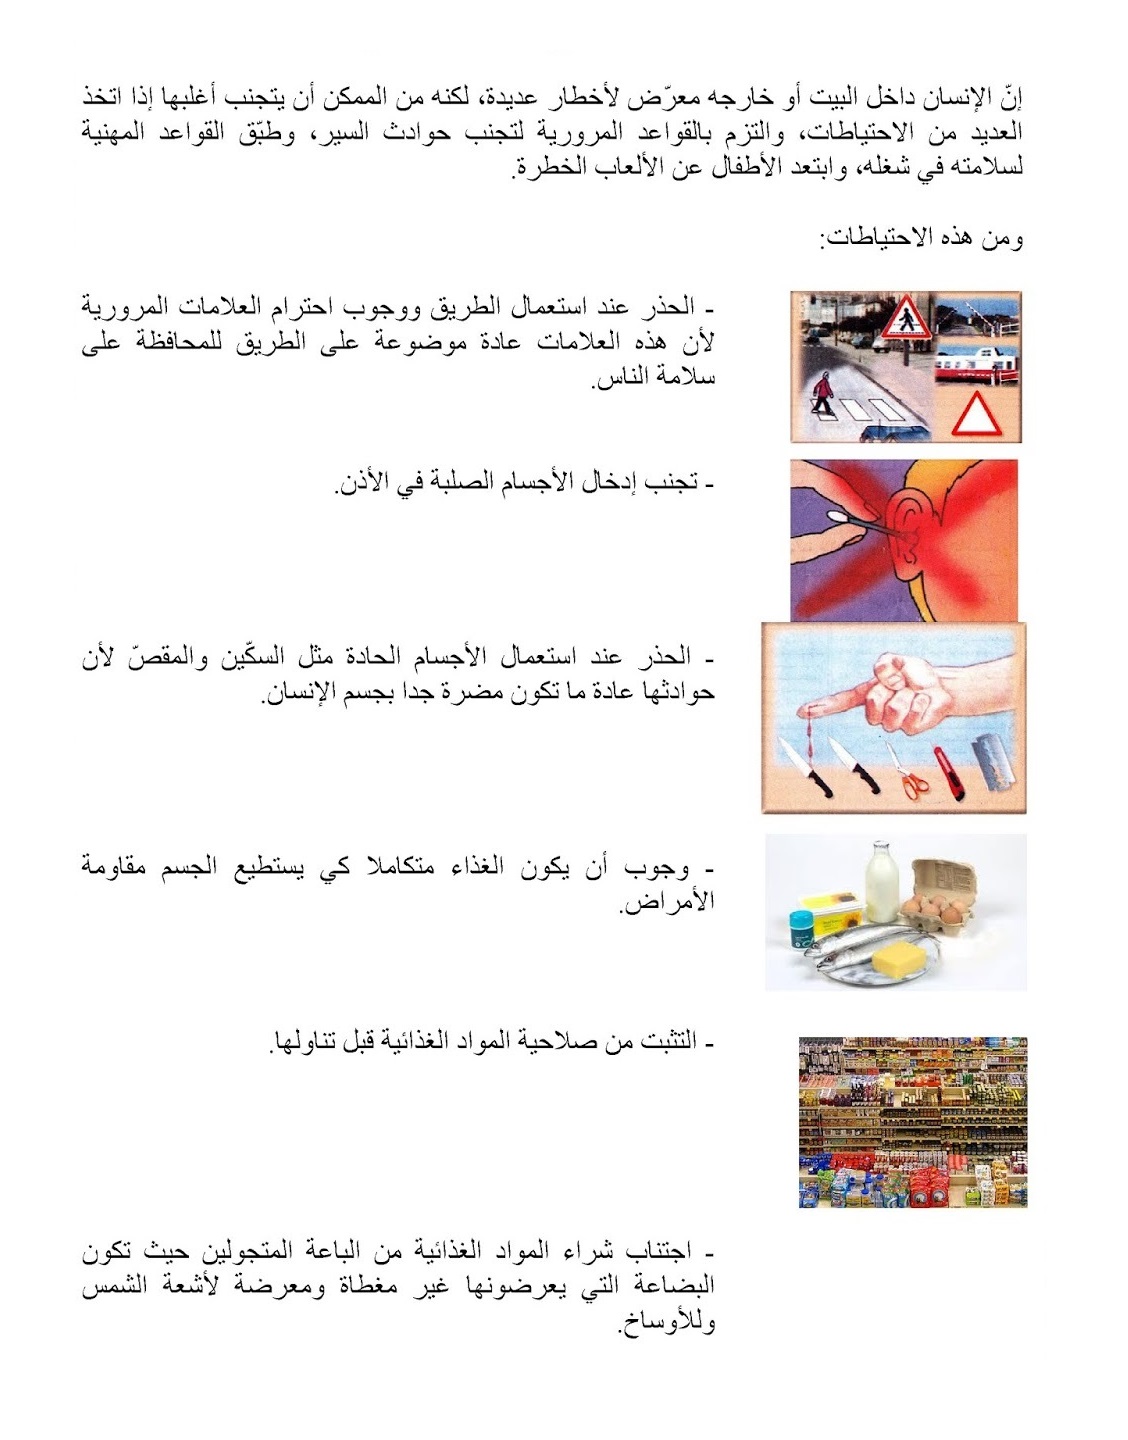 إنّ الإنسان داخل البيت أو خارجه معرّض لأخطار عديدة، لكنه من الممكن أن يتجنب أغلبها إذا اتخذ
العديد من الاحتياطات، والتزم بالقواعد المرورية لتجنب حوادث السير، وطبّق القواعد المهنية
لسلامته في شغله، وابتعد الأطفال عن الألعاب الخطرة.
ومن هذه الاحتياطات:
- الحذر عند استعمال الطريق ووجوب احترام العلامات المرورية
لأن هذه العلامات عادة موضوعة على الطريق للمحافظة على
سلامة الناس.
- تجنب إدخال الأجسام الصلبة في الأذن.
- الحذر عند استعمال الأجسام الحادة مثل السكّين والمقصّ لأن
حوادثها عادة ما تكون مضرة جدا بجسم الإنسان.
- وجوب أن يكون الغذاء متكاملا كي يستطيع الجسم مقاومة
الأمراض.
- التثبت من صلاحية المواد الغذائية قبل تناولها.
- اجتناب شراء المواد الغذائية من الباعة المتجولين حيث تكون
البضاعة التي يعرضونها غير مغطاة ومعرضة لأشعة الشمس
وللأوساخ.